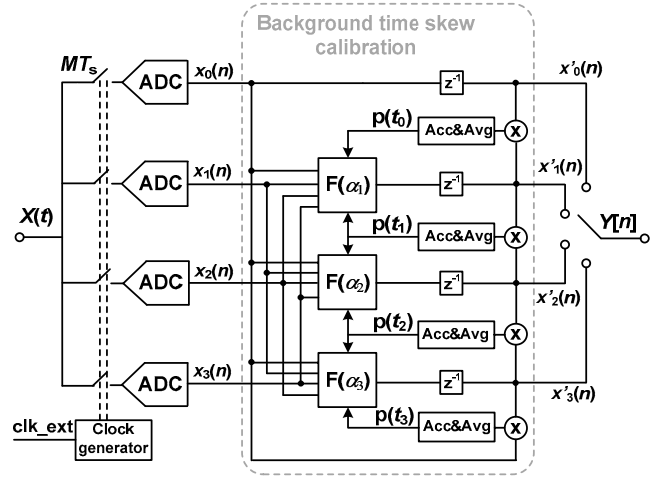 Background time skew
calibration
MTs
ADC
x0(n)
z-1
x'0(n)
p(t0)
Acc&Avg
X
ADC
x1(n)
F(α1)
z-1
x'1(n)
X(t)
p(t1)
Acc&Avg
X
Y[n]
ADC
x2(n)
F(α2)
z-1
x'2(n)
p(t2)
Acc&Avg
X
ADC
x3(n)
F(α3)
z-1
x'3(n)
p(t3)
Acc&Avg
X
clk_ext
Clock
generator